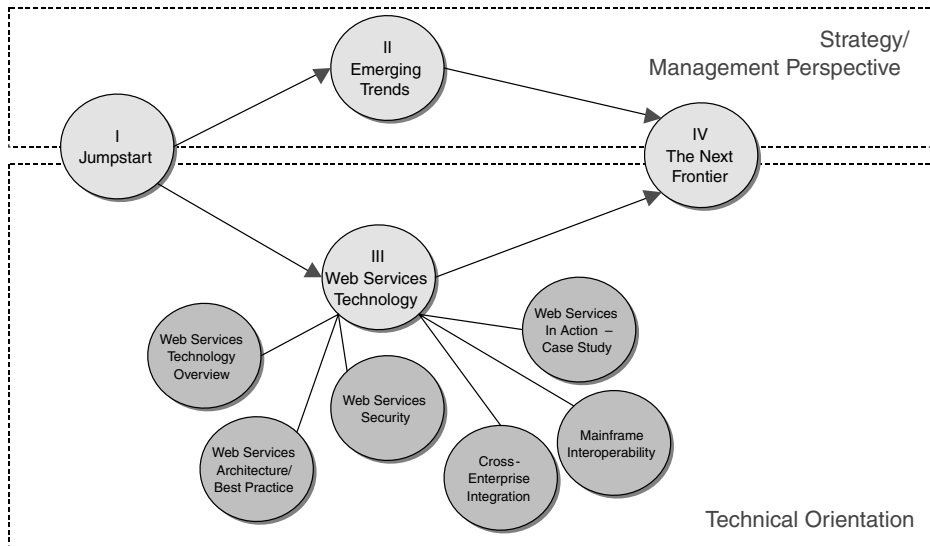 Strategy/
Management Perspective
II
Emerging
Trends
I
Jumpstart
IV
The Next
Frontier
III
Web Services
Technology
Web Services
Technology
Overview
Web Services
Architecture/
Best Practice
Web Services
Security
Cross-
Enterprise
Integration
Mainframe
Interoperability
Web Services
In Action –
Case Study
Technical Orientation